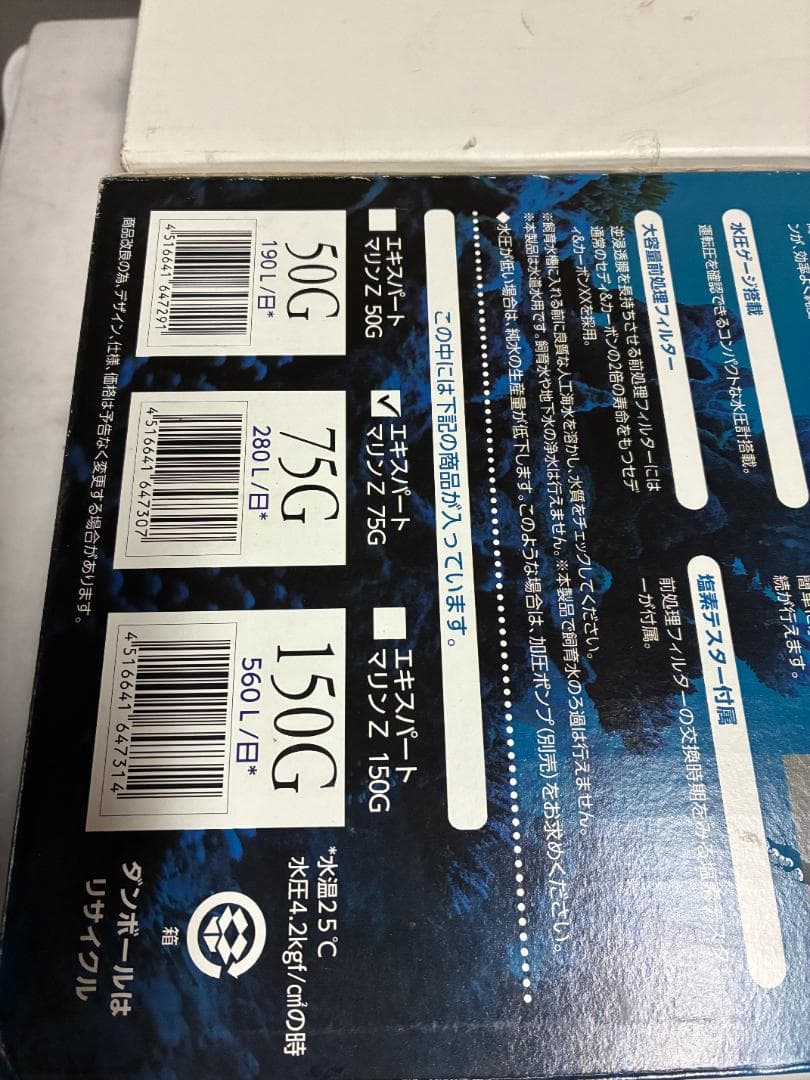 水圧ゲージ搭載
運転圧を確認できるコンパクトな水圧計搭載。
大容量前処理フィルター
逆浸透膜を長持ちさせる前処理フィルターには
通常のセディ&カーボンの2倍の寿命をもつセデ
ィ&カーボンXXを採用。
続が行えます。
塩素テスター付属
前処理フィルターの交換時期をみる塩素テスタ
ーが付属。
※飼育水槽に入れる前に良質な人工海水を溶かし、水質をチェックしてください。
※本製品は水道水用です。飼育水や地下水の浄水は行えません。※本製品で飼育水のろ過は行えません。
◆水圧が低い場合は、純水の生産量が低下します。このような場合は、加圧ポンプ(別売)をお求めください。
この中には下記の商品が入っています。
エキスパート
マリンZ 50G
50G
190L/日*
4516641 647291
✓エキスパート
マリンZ 75G
75G
280L/日*
4516641 647307
エキスパート
マリンZ 150G
150G
560L/日*
4516641 647314
*水温25℃
水圧4.2kgf/㎠の時
箱
ダンボールは
リサイクル
商品改良の為、デザイン、仕様、価格は予告なく変更する場合があります。